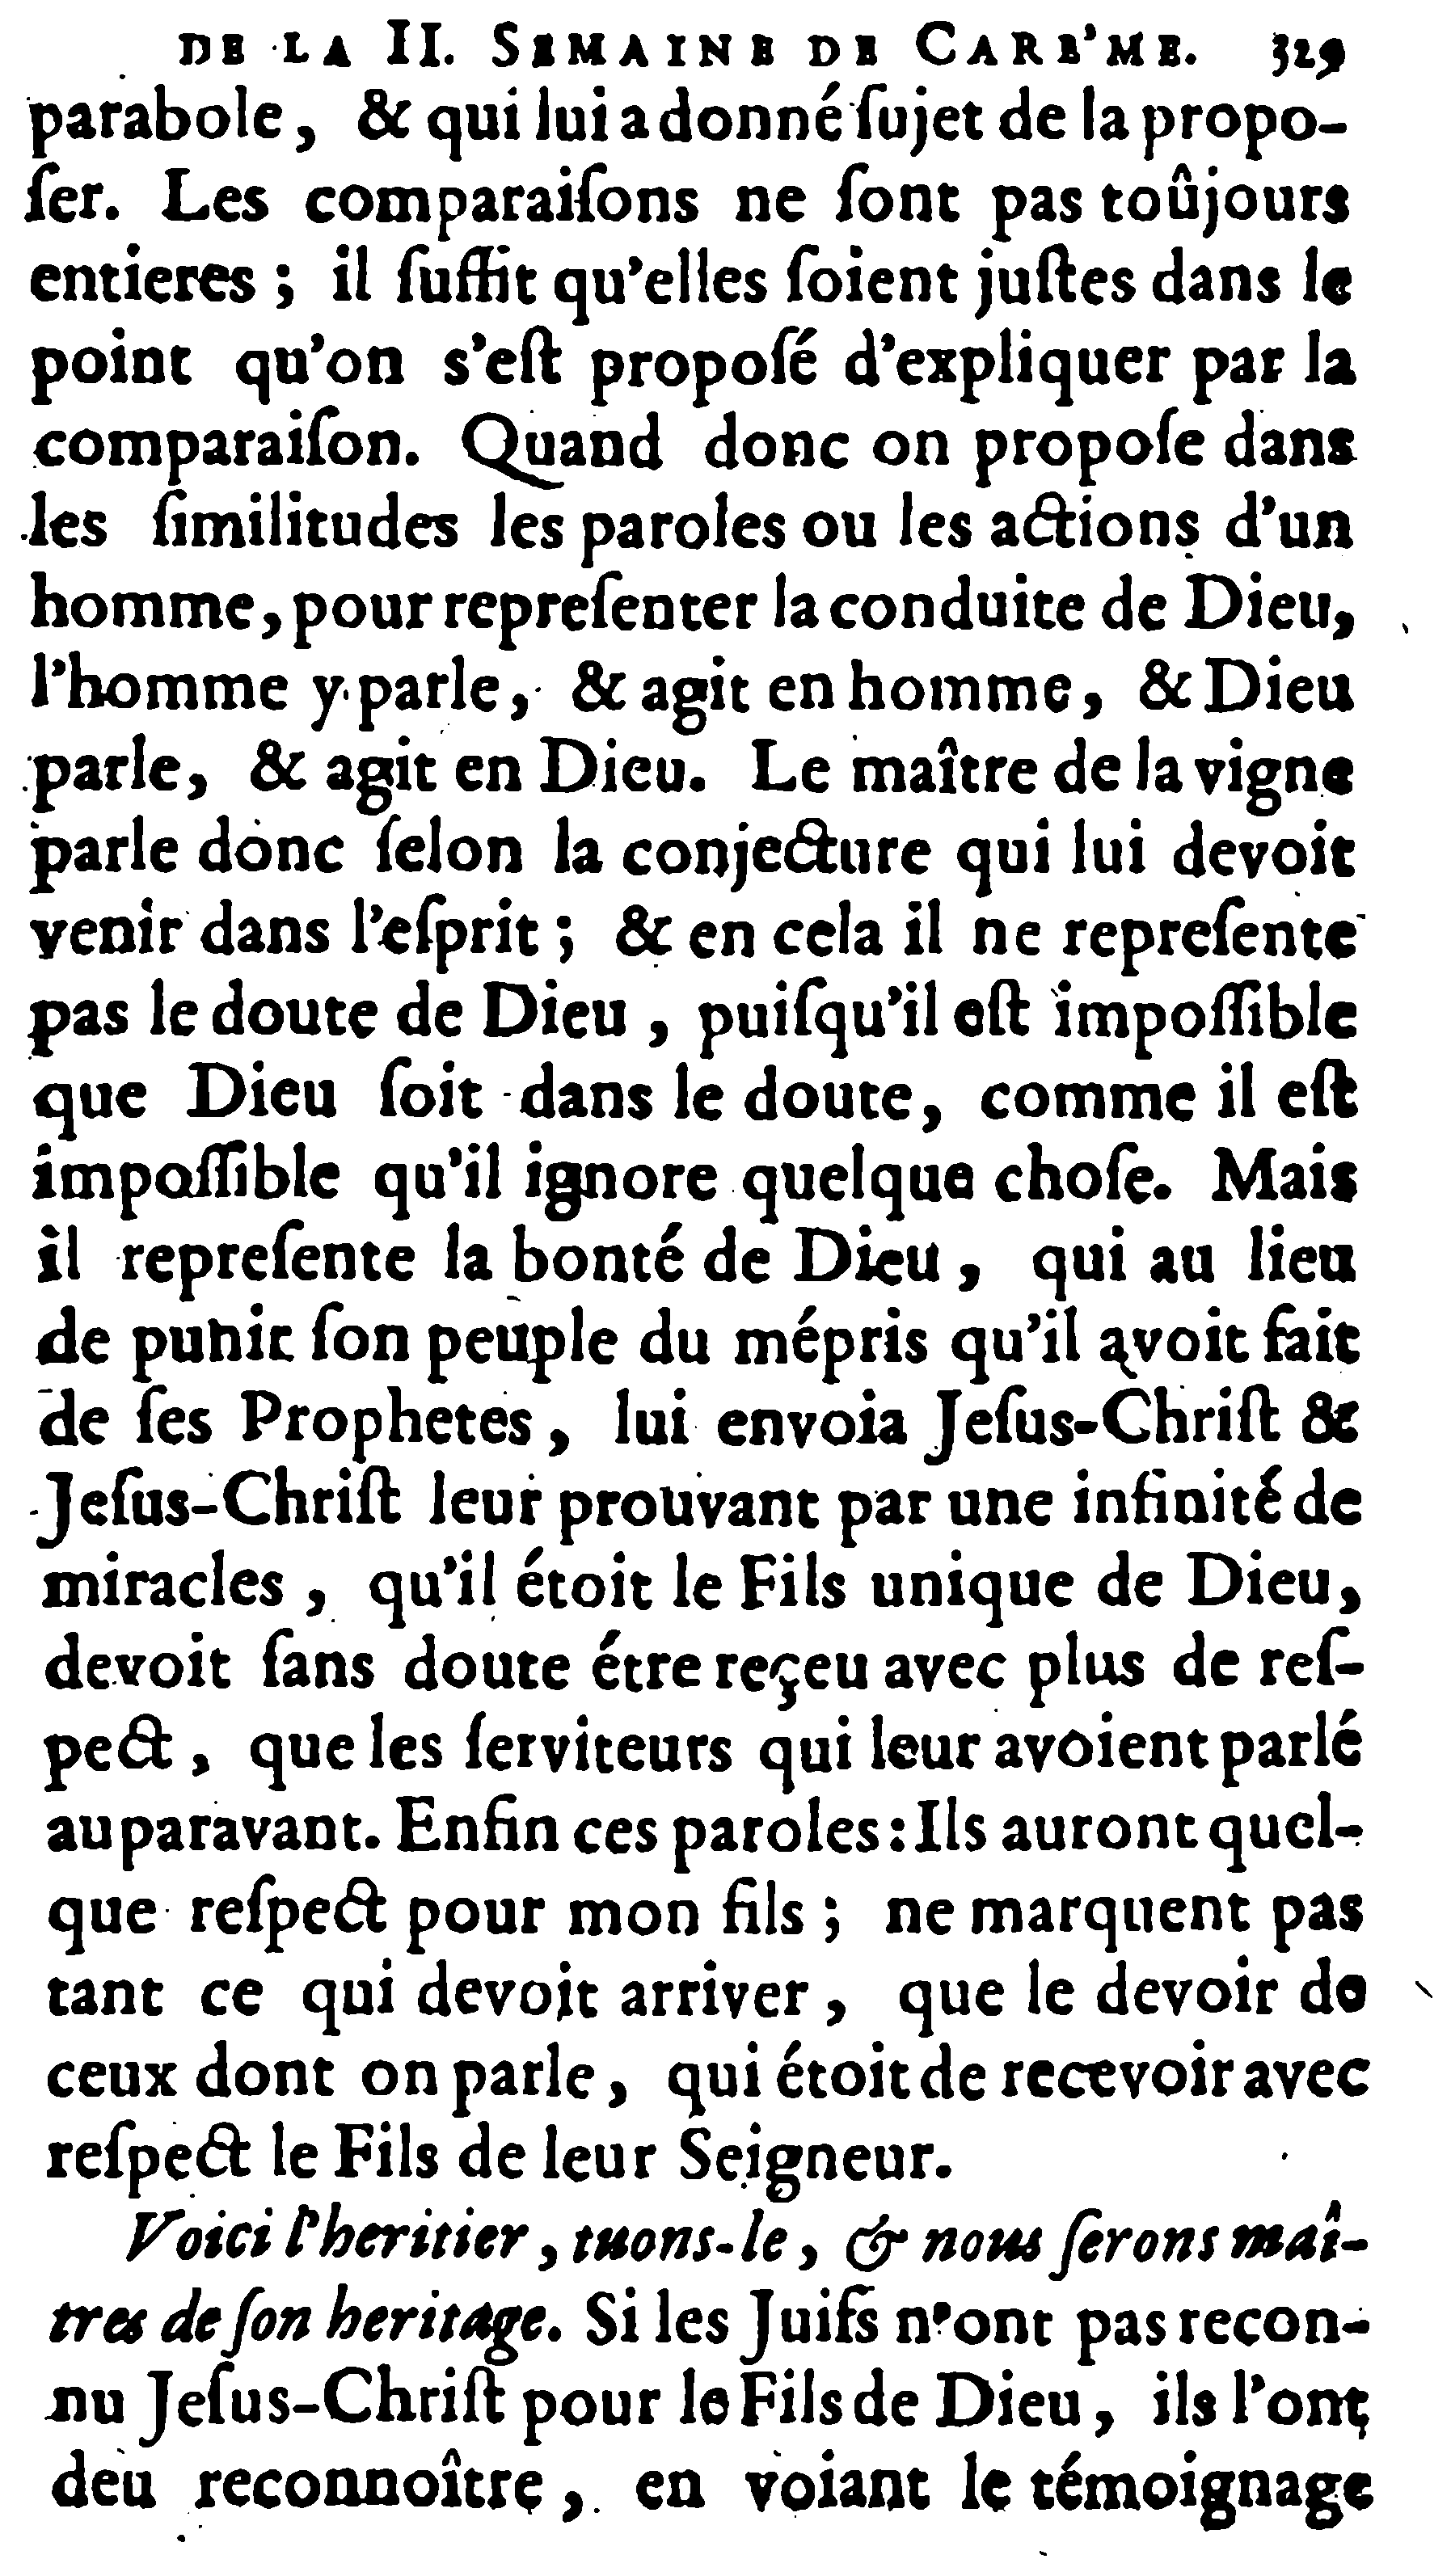 DE LA II. SEMAINE DE CARE'ME. 329
parabole, & qui lui a donné ſujet de la propo-
ſer. Les comparaiſons ne ſont pas toûjours
entieres ; il ſuffit qu'elles ſoient juſtes dans le
point qu'on s'eſt propoſé d'expliquer par la
comparaiſon. Quand donc on propoſe dans
les ſimilitudes les paroles ou les actions d'un
homme, pour repreſenter la conduite de Dieu,
l'homme y parle, & agit en homme, & Dieu
parle, & agit en Dieu. Le maître de la vigne
parle donc ſelon la conjecture qui lui devoit
venir dans l'eſprit ; & en cela il ne repreſente
pas le doute de Dieu , puiſqu'il eſt impoſſible
que Dieu ſoit dans le doute, comme il eſt
impoſſible qu'il ignore quelque choſe. Mais
il repreſente la bonté de Dieu , qui au lieu
de punir ſon peuple du mépris qu'il avoit fait
de ſes Prophetes, lui envoia Jeſus-Chriſt &
Jeſus-Chriſt leur prouvant par une infinité de
miracles , qu'il étoit le Fils unique de Dieu,
devoit ſans doute étre reçeu avec plus de reſ-
pect , que les ſerviteurs qui leur avoient parlé
auparavant. Enfin ces paroles : Ils auront quel-
que reſpect pour mon fils ; ne marquent pas
tant ce qui devoit arriver , que le devoir de
ceux dont on parle , qui étoit de recevoir avec
reſpect le Fils de leur Seigneur.
Voici l'heritier , tuons-le , & nous ſerons maî-
tres de ſon heritage. Si les Juifs n'ont pas recon-
nu Jeſus-Chriſt pour le Fils de Dieu , ils l'ont
deu reconnoître , en voiant le témoignage